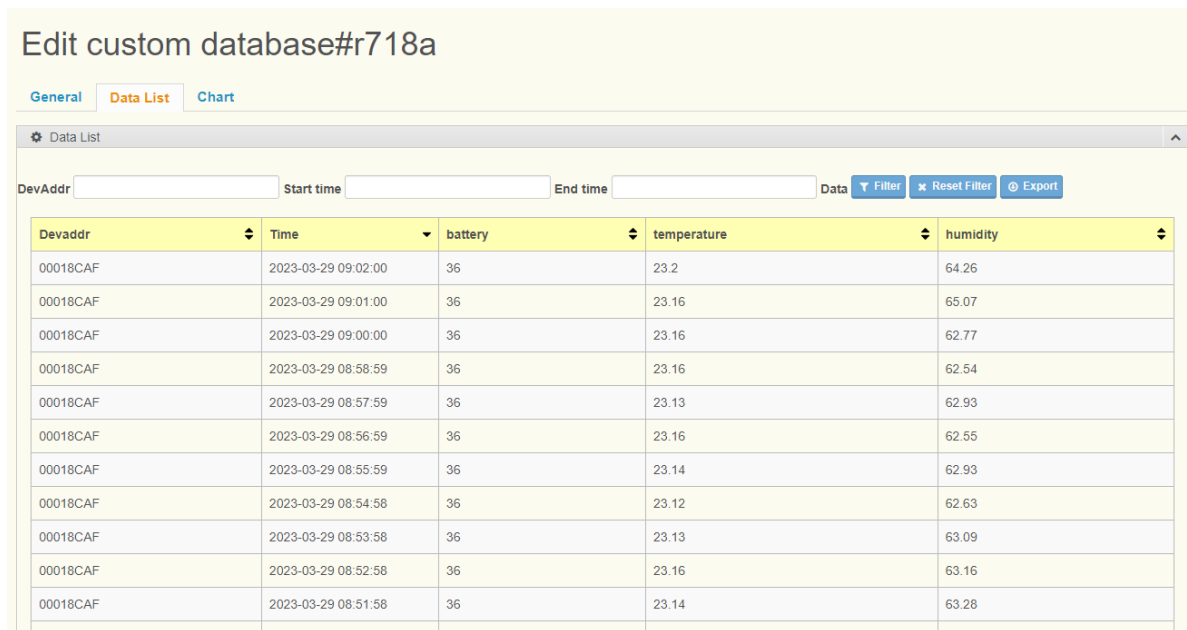 Edit custom database#r718a
General Data List Chart
Data List
DevAddr Start time End time Data Filter Reset Filter Export
Devaddr Time battery temperature humidity
00018CAF 2023-03-29 09:02:00 36 23.2 64.26
00018CAF 2023-03-29 09:01:00 36 23.16 65.07
00018CAF 2023-03-29 09:00:00 36 23.16 62.77
00018CAF 2023-03-29 08:58:59 36 23.16 62.54
00018CAF 2023-03-29 08:57:59 36 23.13 62.93
00018CAF 2023-03-29 08:56:59 36 23.16 62.55
00018CAF 2023-03-29 08:55:59 36 23.14 62.93
00018CAF 2023-03-29 08:54:58 36 23.12 62.63
00018CAF 2023-03-29 08:53:58 36 23.13 63.09
00018CAF 2023-03-29 08:52:58 36 23.16 63.16
00018CAF 2023-03-29 08:51:58 36 23.14 63.28